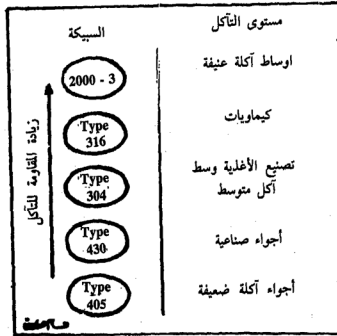 السبيكة
مستوى التآكل
2000 - 3
اوساط آكلة عنيفة
Type
316
كيماويات
Type
304
تصنيع الأغذية وسط
آكل متوسط
Type
430
أجواء صناعية
Type
405
أجواء آكلة ضعيفة
زيادة المقاومة للتآكل